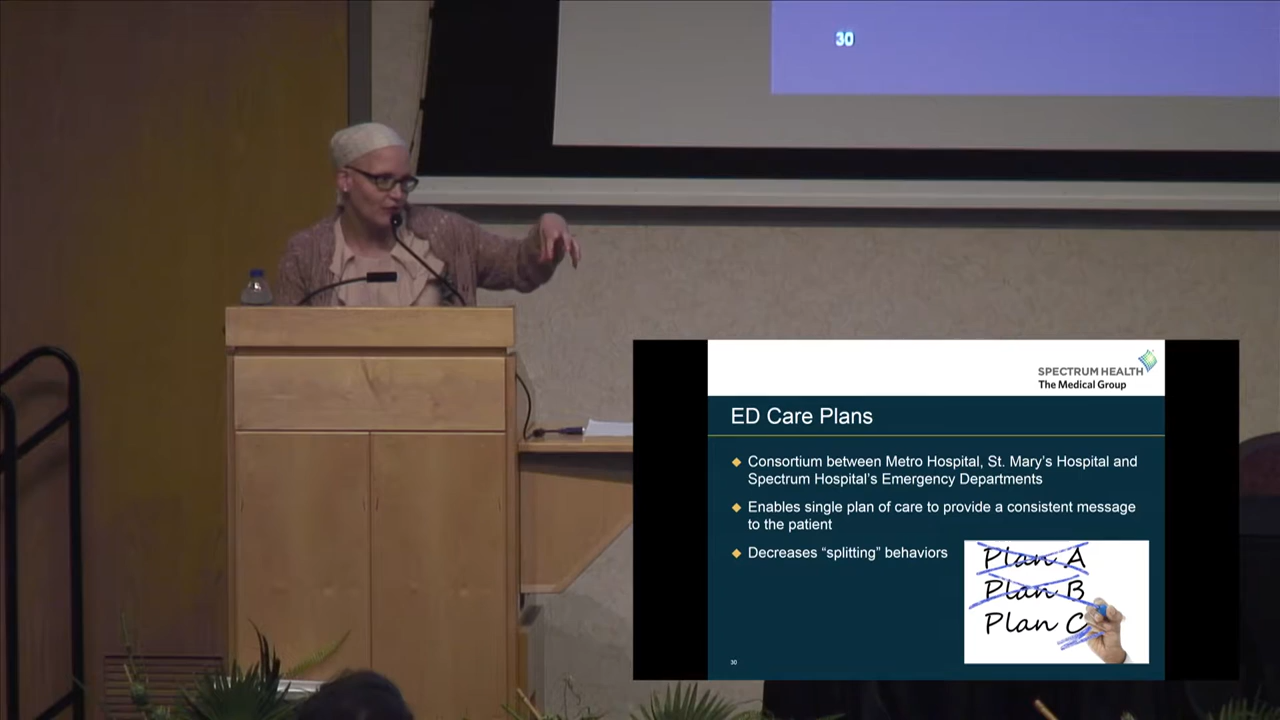 30
SPECTRUM HEALTH
The Medical Group
ED Care Plans
Consortium between Metro Hospital, St. Mary's Hospital and
Spectrum Hospital's Emergency Departments
Enables single plan of care to provide a consistent message
to the patient
Decreases "splitting" behaviors
Plan A
Plan B
Plan C
30